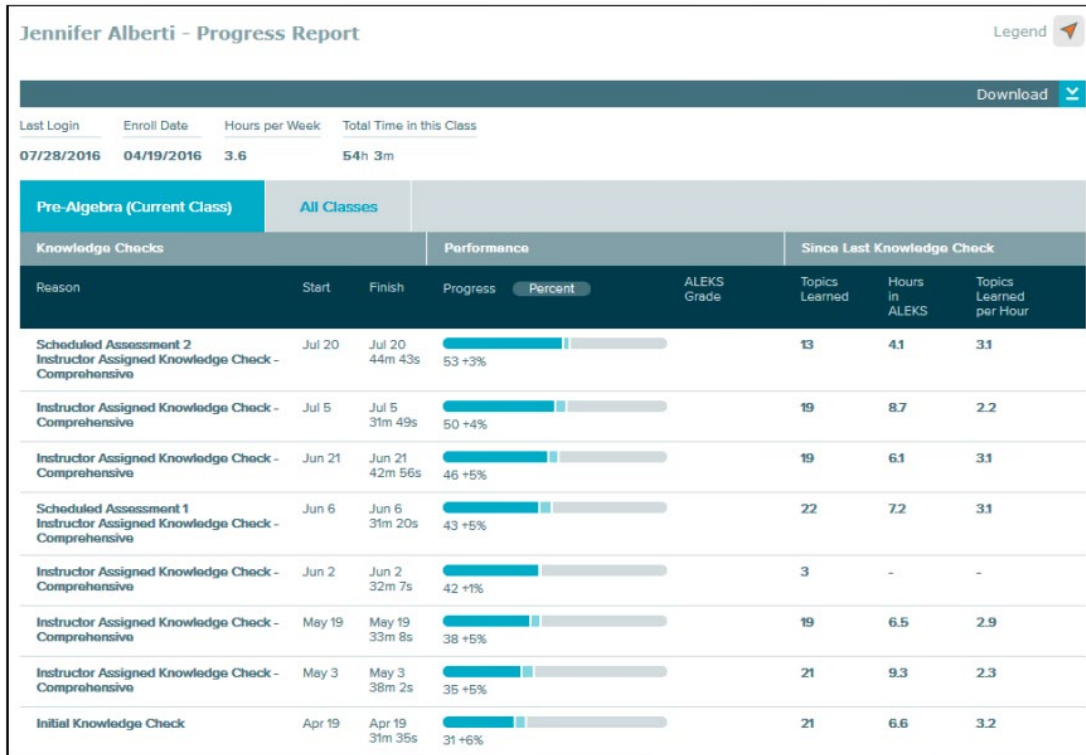 Jennifer Alberti - Progress Report
Legend
Download
Last Login Enroll Date Hours per Week Total Time in this Class
07/28/2016 04/19/2016 3.6 54h 3m
Pre-Algebra (Current Class) All Classes
Knowledge Checks Performance Since Last Knowledge Check
Reason Start Finish Progress Percent ALEKS Grade Topics Learned Hours in ALEKS Topics Learned per Hour
Scheduled Assessment 2 Jul 20 Jul 20 13 4.1 3.1
Instructor Assigned Knowledge Check - 44m 43s 53 +3%
Comprehensive
Instructor Assigned Knowledge Check - Jul 5 Jul 5 19 8.7 2.2
Comprehensive 31m 49s 50 +4%
Instructor Assigned Knowledge Check - Jun 21 Jun 21 19 6.1 3.1
Comprehensive 42m 56s 46 +5%
Scheduled Assessment 1 Jun 6 Jun 6 22 7.2 3.1
Instructor Assigned Knowledge Check - 31m 20s 43 +5%
Comprehensive
Instructor Assigned Knowledge Check - Jun 2 Jun 2 3 - -
Comprehensive 32m 7s 42 +1%
Instructor Assigned Knowledge Check - May 19 May 19 19 6.5 2.9
Comprehensive 33m 8s 38 +5%
Instructor Assigned Knowledge Check - May 3 May 3 21 9.3 2.3
Comprehensive 38m 2s 35 +5%
Initial Knowledge Check Apr 19 Apr 19 21 6.6 3.2
31m 35s 31 +6%